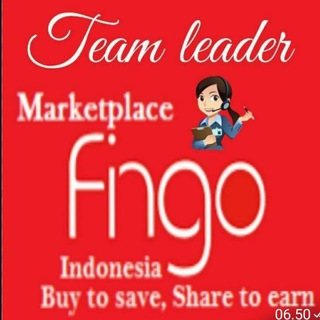 Team leader
Marketplace
fingo
Indonesia
Buy to save, Share to earn
06.50